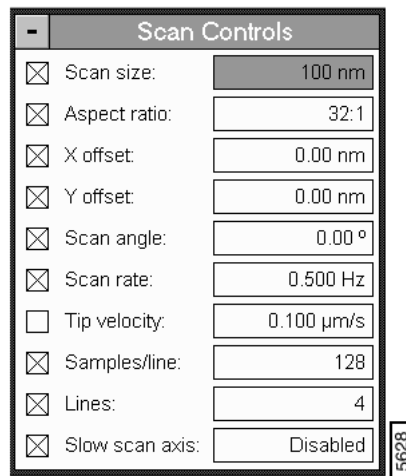 - Scan Controls
Scan size: 100 nm
Aspect ratio: 32:1
X offset: 0.00 nm
Y offset: 0.00 nm
Scan angle: 0.00 º
Scan rate: 0.500 Hz
Tip velocity: 0.100 µm/s
Samples/line: 128
Lines: 4
Slow scan axis: Disabled
5628